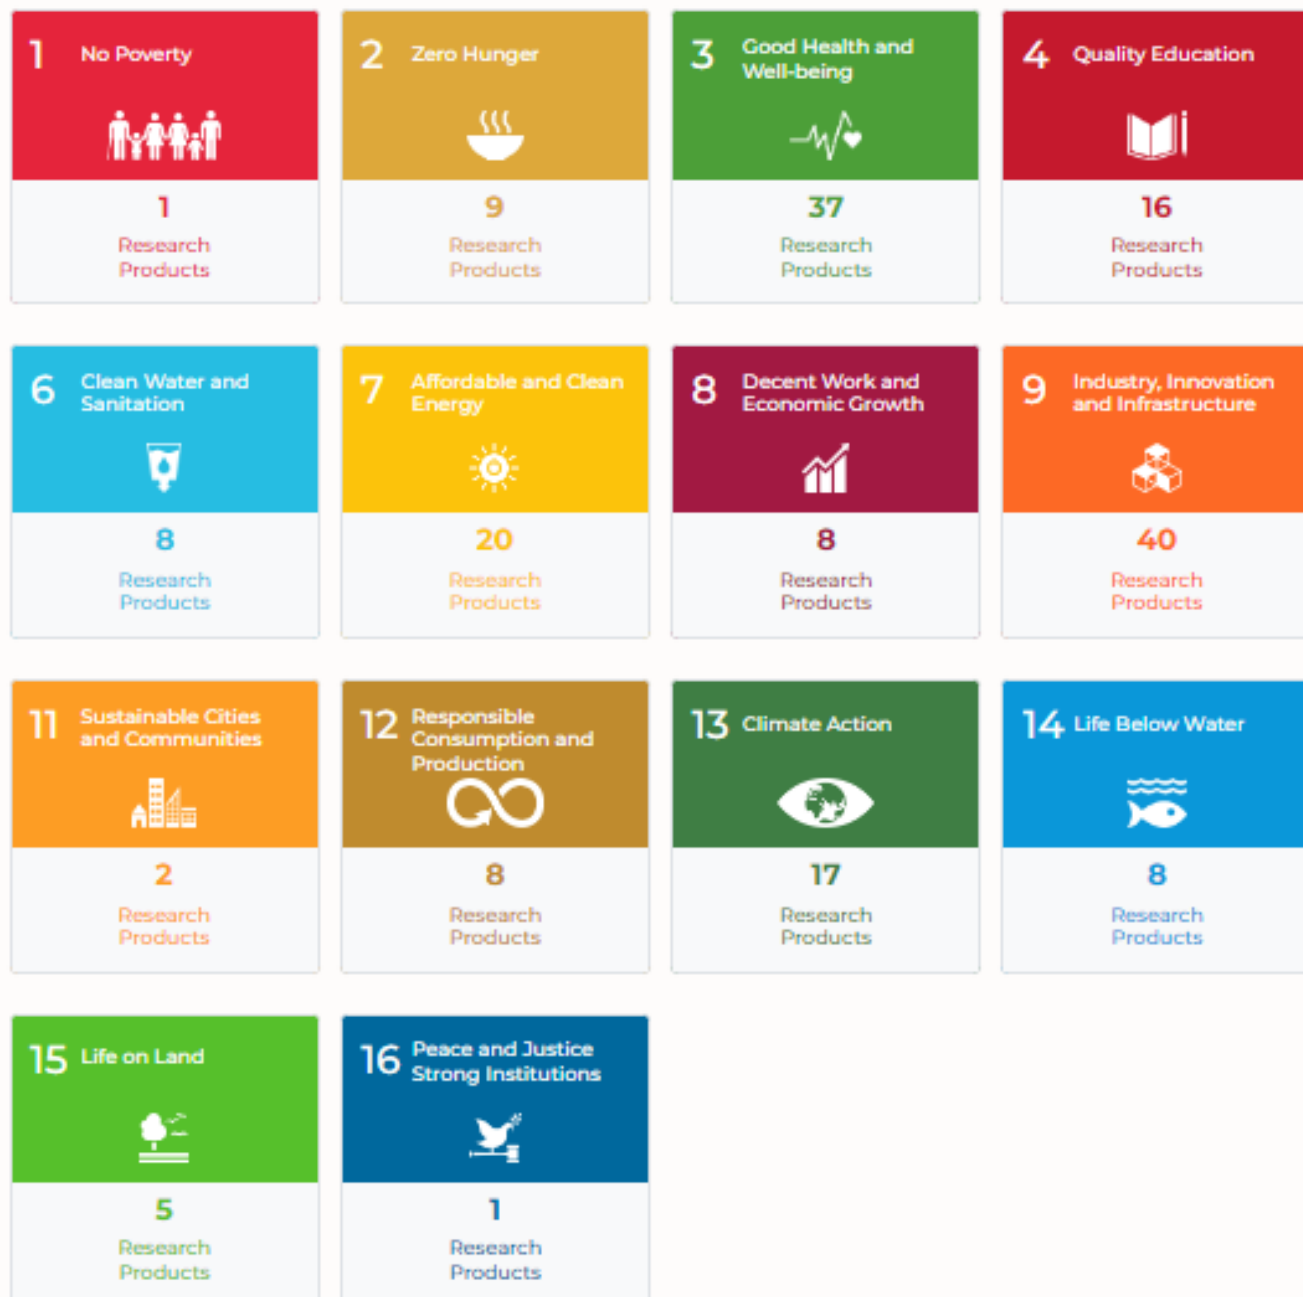 1 No Poverty
1
Research
Products
2 Zero Hunger
9
Research
Products
3 Good Health and
Well-being
37
Research
Products
4 Quality Education
16
Research
Products
6 Clean Water and
Sanitation
8
Research
Products
7 Affordable and Clean
Energy
20
Research
Products
8 Decent Work and
Economic Growth
8
Research
Products
9 Industry, Innovation
and Infrastructure
40
Research
Products
11 Sustainable Cities
and Communities
2
Research
Products
12 Responsible
Consumption and
Production
8
Research
Products
13 Climate Action
17
Research
Products
14 Life Below Water
8
Research
Products
15 Life on Land
5
Research
Products
16 Peace and Justice
Strong Institutions
1
Research
Products